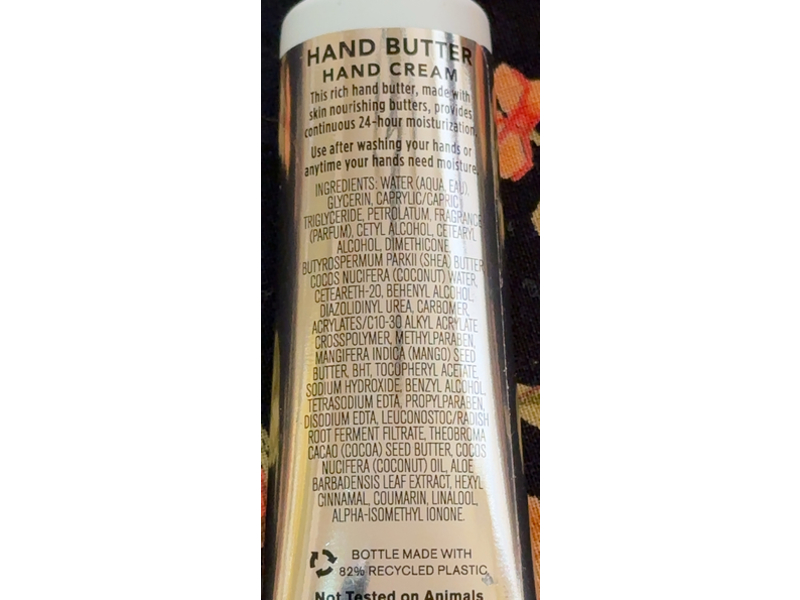 HAND BUTTER
HAND CREAM
This rich hand butter, made with
skin nourishing butters, provides
continuous 24-hour moisturization.
Use after washing your hands or
anytime your hands need moisture.
INGREDIENTS: WATER (AQUA, EAU),
GLYCERIN, CAPRYLIC/CAPRIC
TRIGLYCERIDE, PETROLATUM, FRAGRANCE
(PARFUM), CETYL ALCOHOL, CETEARYL
ALCOHOL, DIMETHICONE,
BUTYROSPERMUM PARKII (SHEA) BUTTER,
COCOS NUCIFERA (COCONUT) WATER,
CETEARETH-20, BEHENYL ALCOHOL,
DIAZOLIDINYL UREA, CARBOMER,
ACRYLATES/C10-30 ALKYL ACRYLATE
CROSSPOLYMER, METHYLPARABEN,
MANGIFERA INDICA (MANGO) SEED
BUTTER, BHT, TOCOPHERYL ACETATE,
SODIUM HYDROXIDE, BENZYL ALCOHOL,
TETRASODIUM EDTA, PROPYLPARABEN,
DISODIUM EDTA, LEUCONOSTOC/RADISH
ROOT FERMENT FILTRATE, THEOBROMA
CACAO (COCOA) SEED BUTTER, COCOS
NUCIFERA (COCONUT) OIL, ALOE
BARBADENSIS LEAF EXTRACT, HEXYL
CINNAMAL, COUMARIN, LINALOOL,
ALPHA-ISOMETHYL IONONE.
BOTTLE MADE WITH
82% RECYCLED PLASTIC
Not Tested on Animals